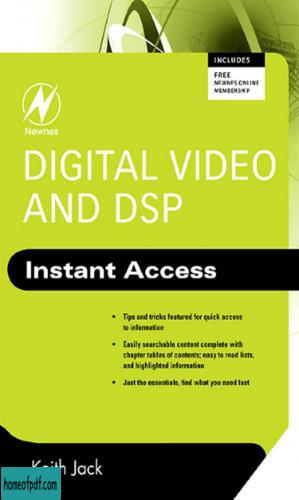 INCLUDES
FREE
NEWNES ONLINE
MEMBERSHIP
Newnes
DIGITAL VIDEO
AND DSP
Instant Access
• Tips and tricks featured for quick access
to information
• Easily searchable content complete with
chapter tables of contents; easy to read lists,
and highlighted information
• Just the essentials, find what you need fast
Keith Jack
homeofpdf.com